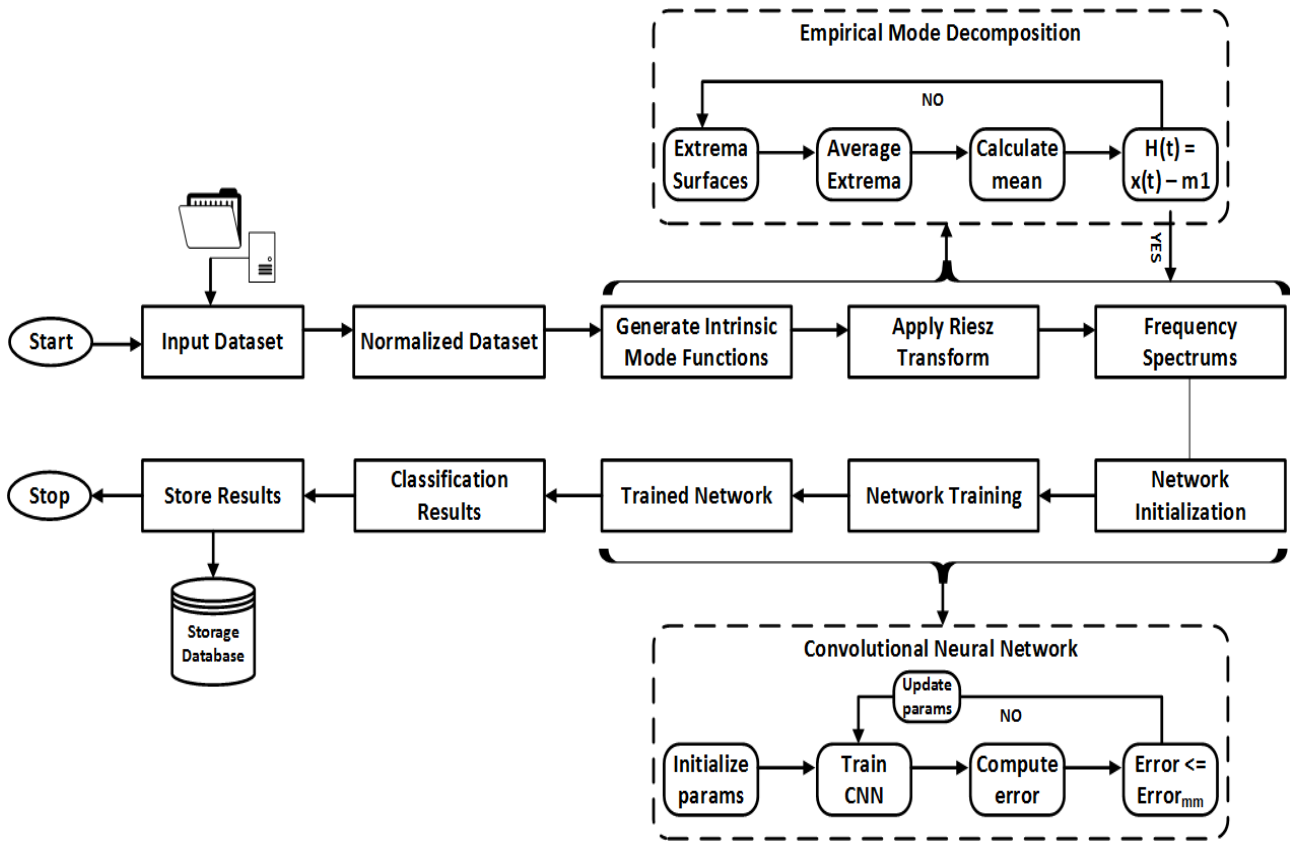 Empirical Mode Decomposition
NO
Extrema
Surfaces
Average
Extrema
Calculate
mean
H(t) =
x(t) – m1
YES
Start
Input Dataset
Normalized Dataset
Generate Intrinsic
Mode Functions
Apply Riesz
Transform
Frequency
Spectrums
Stop
Store Results
Classification
Results
Trained Network
Network Training
Network
Initialization
Storage
Database
Convolutional Neural Network
Update
params
NO
Initialize
params
Train
CNN
Compute
error
Error <=
Errormm